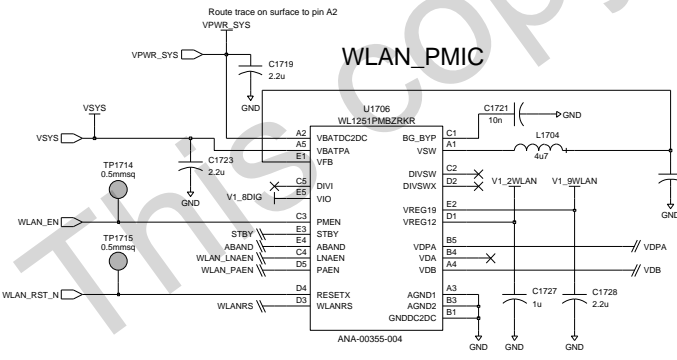 Route trace on surface to pin A2
VPWR_SYS
VPWR_SYS
C1719
2.2u
GND
WLAN_PMIC
U1706
WL1251PMBZRKR
VSYS
VSYS
C1723
2.2u
GND
C1721
10n
GND
L1704
4u7
GND
A2 VBATDC2DC
A5 VBATPA
E1 VFB
C5 DIVI
V1_8DIG E5 VIO
TP1714
0.5mmsq
WLAN_EN C3 PMEN
STBY E3 STBY
ABAND E4 ABAND
WLAN_LNAEN C4 LNAEN
WLAN_PAEN D5 PAEN
TP1715
0.5mmsq
WLAN_RST_N D4 RESETX
WLANRS D3 WLANRS
BG_BYP C1
VSW A1
DIVSW C2
DIVSWX D2
V1_2WLAN V1_9WLAN
VREG19 E2
VREG12 D1
VDPA B5 VDPA
VDA B4
VDB A4 VDB
AGND1 A3
AGND2 B3
GNDDC2DC B1
C1727
1u
C1728
2.2u
GND GND GND GND
ANA-00355-004
This copy